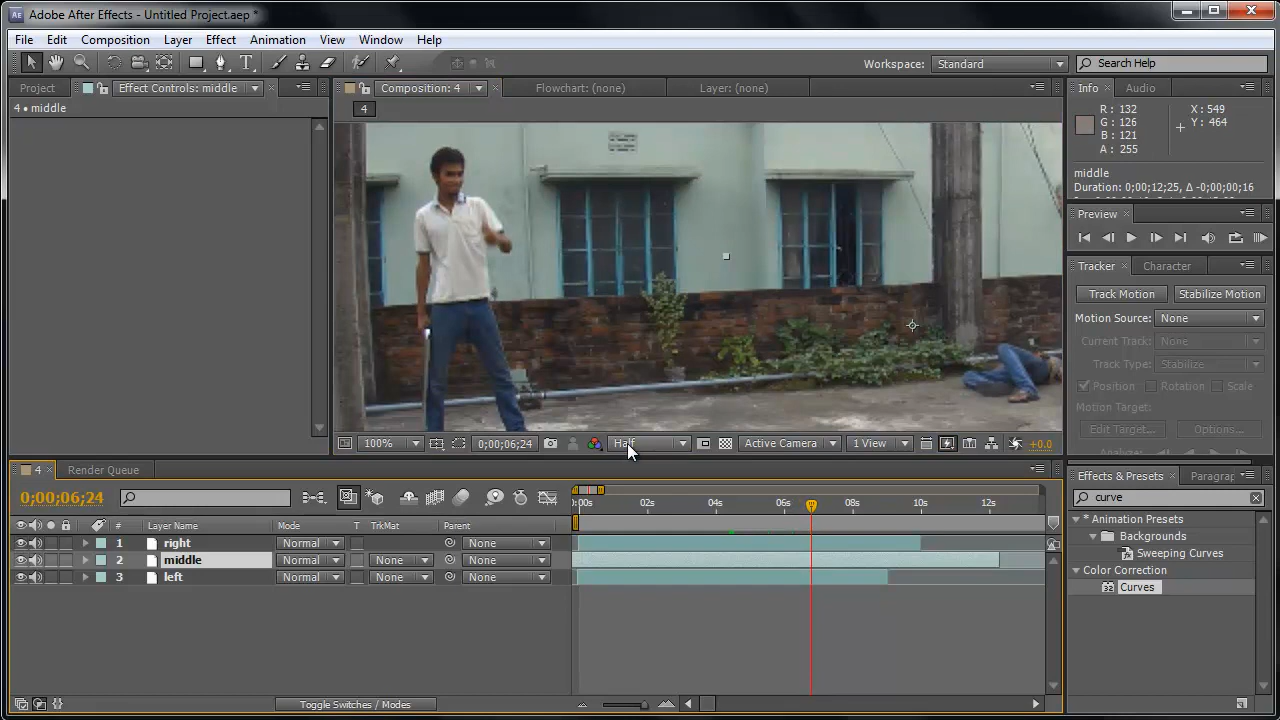 Adobe After Effects - Untitled Project.aep *
File Edit Composition Layer Effect Animation View Window Help
Workspace: Standard Search Help
Project Effect Controls: middle Composition: 4 Flowchart: (none) Layer: (none) Info Audio
4 • middle
4
R : 132 X : 549
G : 126 Y : 464
B : 121
A : 255
middle
Duration: 0;00;12;25, Δ -0;00;00;16
Preview
Tracker Character
Track Motion Stabilize Motion
Motion Source: None
Current Track: None
Track Type: Stabilize
Position Rotation Scale
Motion Target:
Edit Target... Options...
100% 0;00;06;24 Half Active Camera 1 View +0.0
4 Render Queue
Effects & Presets Paragra
0;00;06;24
curve
:00s 02s 04s 06s 08s 10s 12s
# Layer Name Mode T TrkMat Parent
* Animation Presets
Backgrounds
Sweeping Curves
Color Correction
Curves
1 right Normal None
2 middle Normal None None
3 left Normal None None
Toggle Switches / Modes